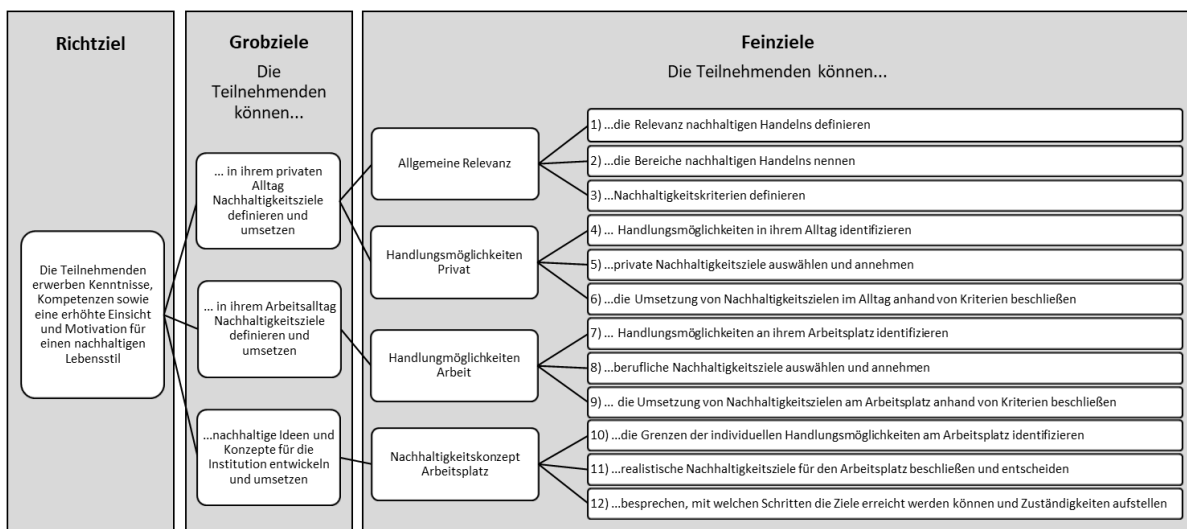 Richtziel
Die Teilnehmenden
erwerben Kenntnisse,
Kompetenzen sowie
eine erhöhte Einsicht
und Motivation für
einen nachhaltigen
Lebensstil
Grobziele
Die
Teilnehmenden
können...
... in ihrem privaten
Alltag
Nachhaltigkeitsziele
definieren und
umsetzen
... in ihrem Arbeitsalltag
Nachhaltigkeitsziele
definieren und
umsetzen
...nachhaltige Ideen und
Konzepte für die
Institution entwickeln
und umsetzen
Feinziele
Die Teilnehmenden können...
Allgemeine Relevanz
1) ...die Relevanz nachhaltigen Handelns definieren
2) ...die Bereiche nachhaltigen Handelns nennen
3) ...Nachhaltigkeitskriterien definieren
Handlungsmöglichkeiten
Privat
4) ... Handlungsmöglichkeiten in ihrem Alltag identifizieren
5) ...private Nachhaltigkeitsziele auswählen und annehmen
6) ...die Umsetzung von Nachhaltigkeitszielen im Alltag anhand von Kriterien beschließen
Handlungmöglichkeiten
Arbeit
7) ... Handlungsmöglichkeiten an ihrem Arbeitsplatz identifizieren
8) ...berufliche Nachhaltigkeitsziele auswählen und annehmen
9) ... die Umsetzung von Nachhaltigkeitszielen am Arbeitsplatz anhand von Kriterien beschließen
Nachhaltigkeitskonzept
Arbeitsplatz
10) ...die Grenzen der individuellen Handlungsmöglichkeiten am Arbeitsplatz identifizieren
11) ...realistische Nachhaltigkeitsziele für den Arbeitsplatz beschließen und entscheiden
12) ...besprechen, mit welchen Schritten die Ziele erreicht werden können und Zuständigkeiten aufstellen